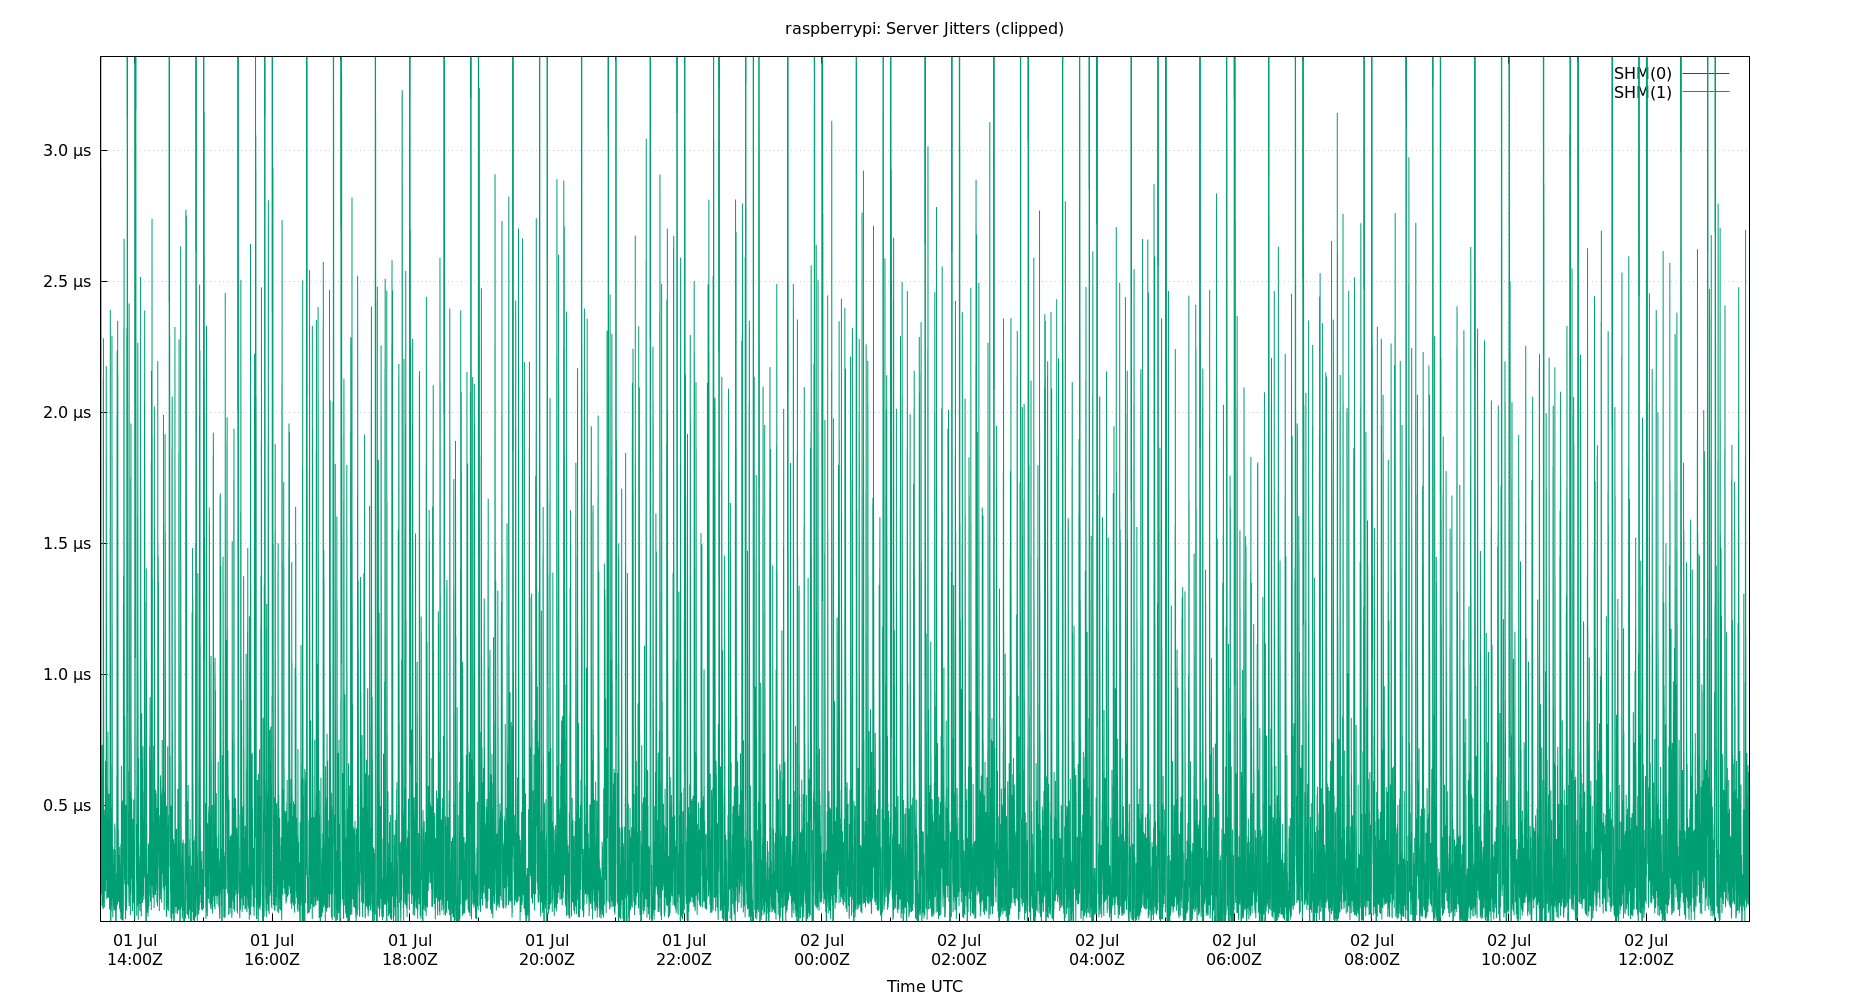 raspberrypi: Server Jitters (clipped)
SHM(0)
SHM(1)
3.0 µs
2.5 µs
2.0 µs
1.5 µs
1.0 µs
0.5 µs
01 Jul 01 Jul 01 Jul 01 Jul 01 Jul 02 Jul 02 Jul 02 Jul 02 Jul 02 Jul 02 Jul 02 Jul
14:00Z 16:00Z 18:00Z 20:00Z 22:00Z 00:00Z 02:00Z 04:00Z 06:00Z 08:00Z 10:00Z 12:00Z
Time UTC